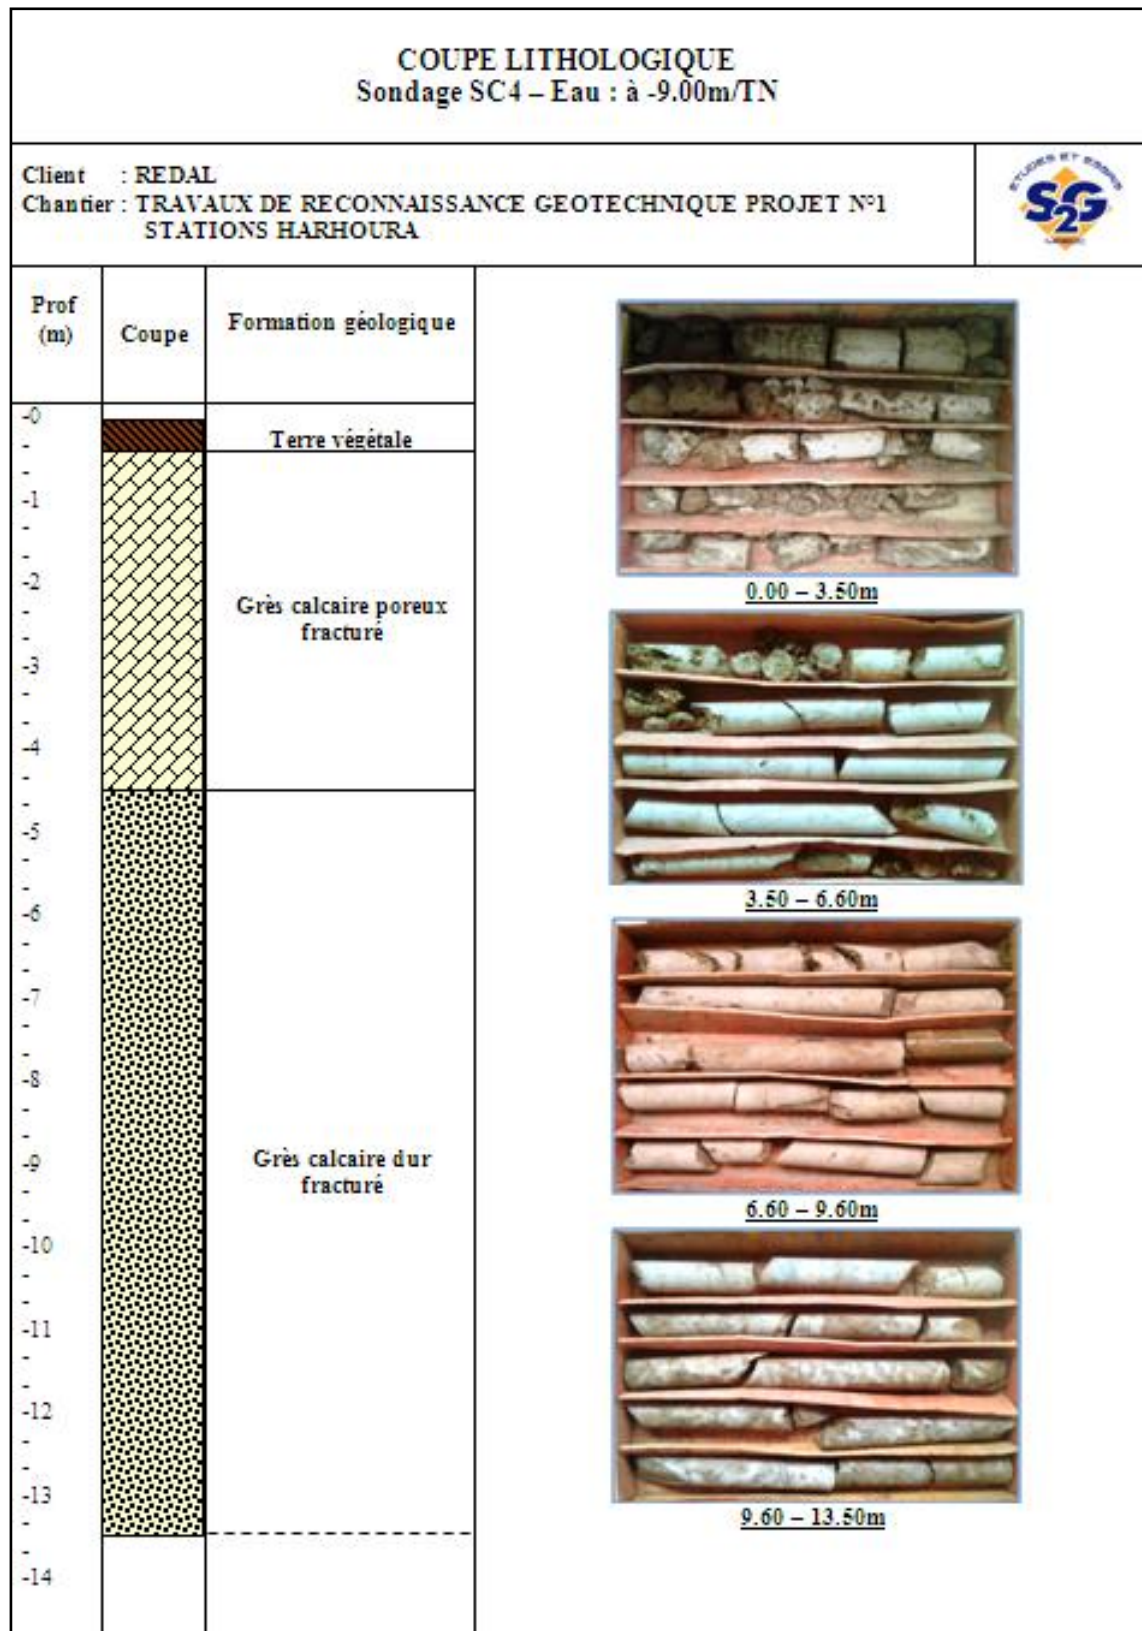 COUPE LITHOLOGIQUE
Sondage SC4 – Eau : à -9.00m/TN
Client : REDAL
Chantier : TRAVAUX DE RECONNAISSANCE GEOTECHNIQUE PROJET N°1
STATIONS HARHOURA
ETUDES ET ESSAIS
S2G
Prof
(m)
Coupe
Formation géologique
-0
-
Terre végétale
-
-1
-
-
-2
-
Grès calcaire poreux
fracturé
-
-3
-
-
-4
-
-
-5
-
-
-6
-
-
-7
-
-
-8
-
-
-9
Grès calcaire dur
fracturé
-
-
-10
-
-
-11
-
-
-12
-
-
-13
-
-
-14
0.00 – 3.50m
3.50 – 6.60m
6.60 – 9.60m
9.60 – 13.50m